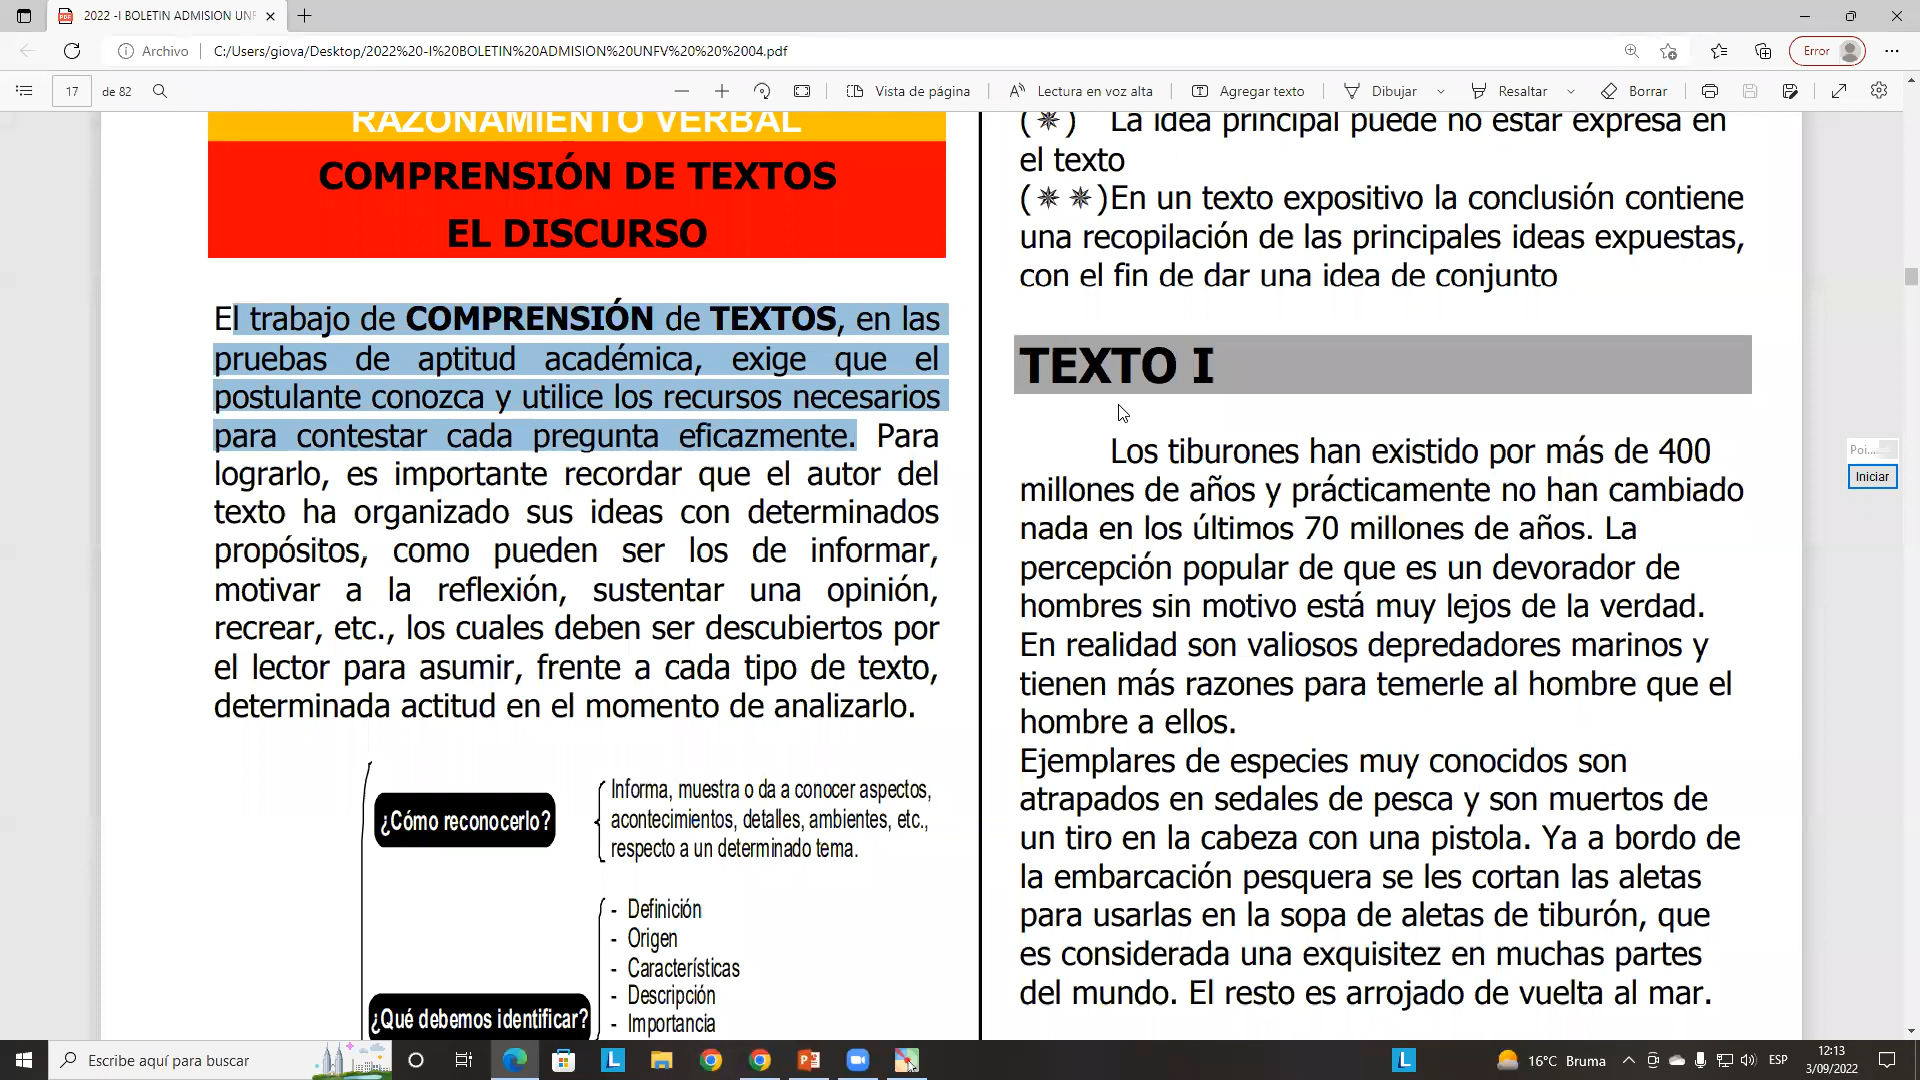 2022 -I BOLETIN ADMISION UNF
Archivo
C:/Users/giova/Desktop/2022%20-I%20BOLETIN%20ADMISION%20UNFV%20%20%2004.pdf
Error
17 de 82
Vista de página
Lectura en voz alta
Agregar texto
Dibujar
Resaltar
Borrar
RAZONAMIENTO VERBAL
COMPRENSIÓN DE TEXTOS
EL DISCURSO
El trabajo de COMPRENSIÓN de TEXTOS, en las
pruebas de aptitud académica, exige que el
postulante conozca y utilice los recursos necesarios
para contestar cada pregunta eficazmente. Para
lograrlo, es importante recordar que el autor del
texto ha organizado sus ideas con determinados
propósitos, como pueden ser los de informar,
motivar a la reflexión, sustentar una opinión,
recrear, etc., los cuales deben ser descubiertos por
el lector para asumir, frente a cada tipo de texto,
determinada actitud en el momento de analizarlo.
¿Cómo reconocerlo?
Informa, muestra o da a conocer aspectos,
acontecimientos, detalles, ambientes, etc.,
respecto a un determinado tema.
¿Qué debemos identificar?
- Definición
- Origen
- Características
- Descripción
- Importancia
(✴) La idea principal puede no estar expresa en
el texto
(✴ ✴)En un texto expositivo la conclusión contiene
una recopilación de las principales ideas expuestas,
con el fin de dar una idea de conjunto
TEXTO I
Los tiburones han existido por más de 400
millones de años y prácticamente no han cambiado
nada en los últimos 70 millones de años. La
percepción popular de que es un devorador de
hombres sin motivo está muy lejos de la verdad.
En realidad son valiosos depredadores marinos y
tienen más razones para temerle al hombre que el
hombre a ellos.
Ejemplares de especies muy conocidos son
atrapados en sedales de pesca y son muertos de
un tiro en la cabeza con una pistola. Ya a bordo de
la embarcación pesquera se les cortan las aletas
para usarlas en la sopa de aletas de tiburón, que
es considerada una exquisitez en muchas partes
del mundo. El resto es arrojado de vuelta al mar.
Poi...
Iniciar
Escribe aquí para buscar
16°C Bruma
ESP
12:13
3/09/2022